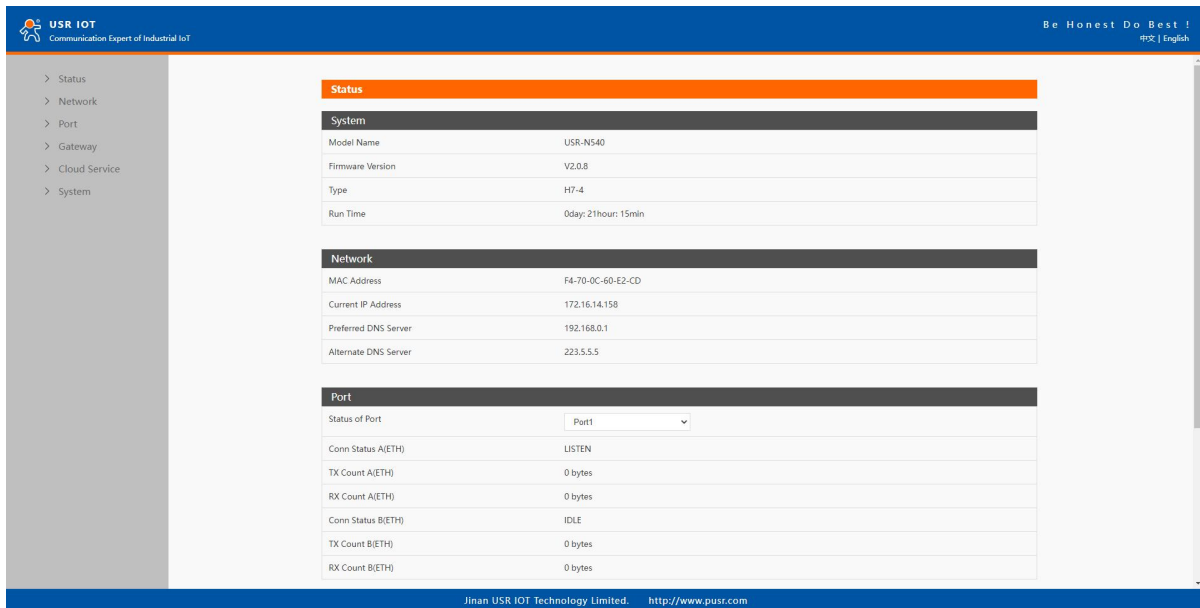 USR IOT
Communication Expert of Industrial IoT
Be Honest Do Best !
中文 | English
Status
Network
Port
Gateway
Cloud Service
System
Status
System
Model Name USR-N540
Firmware Version V2.0.8
Type H7-4
Run Time 0day: 21hour: 15min
Network
MAC Address F4-70-0C-60-E2-CD
Current IP Address 172.16.14.158
Preferred DNS Server 192.168.0.1
Alternate DNS Server 223.5.5.5
Port
Status of Port Port1
Conn Status A(ETH) LISTEN
TX Count A(ETH) 0 bytes
RX Count A(ETH) 0 bytes
Conn Status B(ETH) IDLE
TX Count B(ETH) 0 bytes
RX Count B(ETH) 0 bytes
Jinan USR IOT Technology Limited. http://www.pusr.com